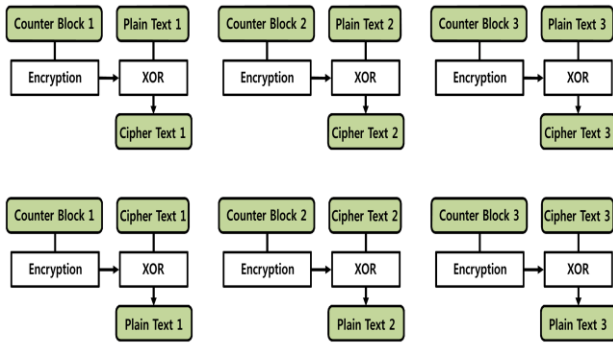 Counter Block 1 Plain Text 1 Counter Block 2 Plain Text 2 Counter Block 3 Plain Text 3
Encryption XOR Encryption XOR Encryption XOR
Cipher Text 1 Cipher Text 2 Cipher Text 3
Counter Block 1 Cipher Text 1 Counter Block 2 Cipher Text 2 Counter Block 3 Cipher Text 3
Encryption XOR Encryption XOR Encryption XOR
Plain Text 1 Plain Text 2 Plain Text 3